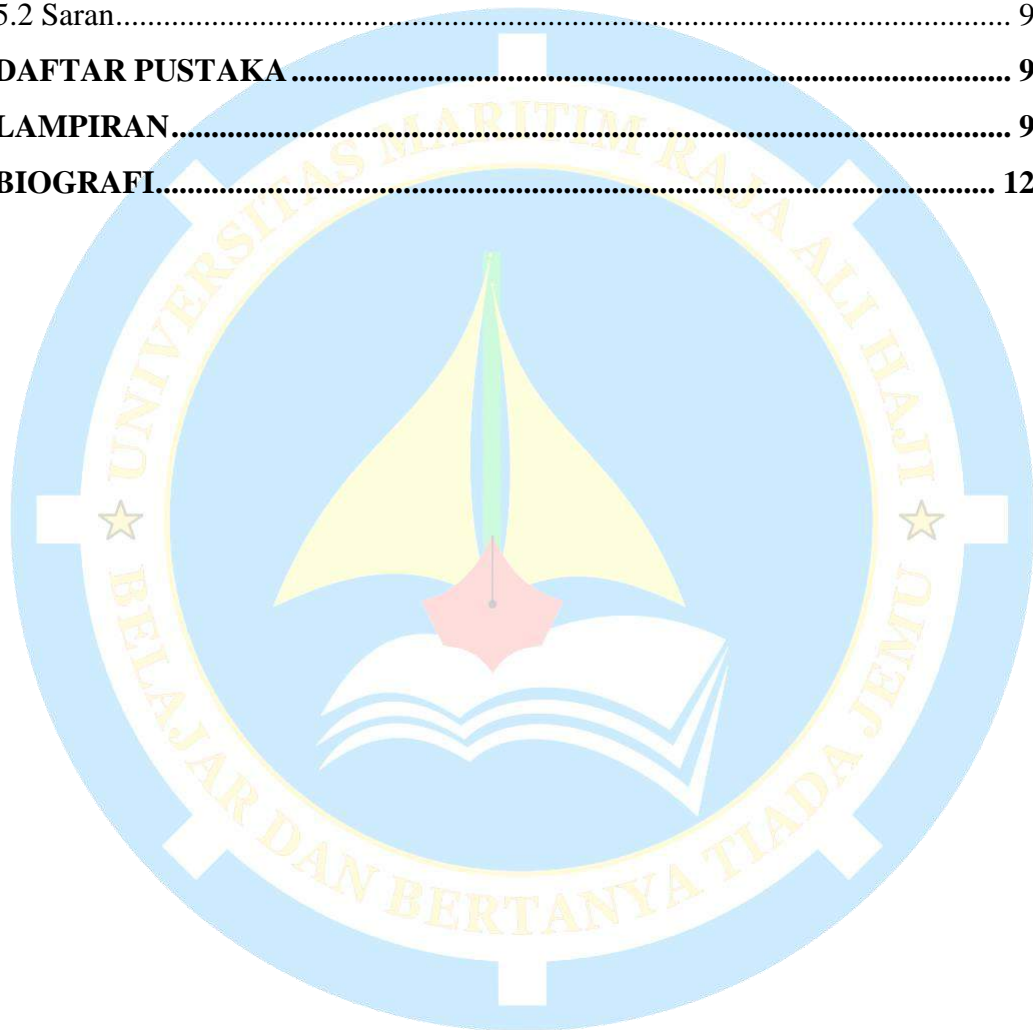 5.2 Saran........................................................................................................................ 9
DAFTAR PUSTAKA................................................................................................ 9
LAMPIRAN............................................................................................................... 9
BIOGRAFI............................................................................................................... 12
UNIVERSITAS MARITIM RAJA ALI HAJI
BELAJAR DAN BERTANYA TIADA JEMU